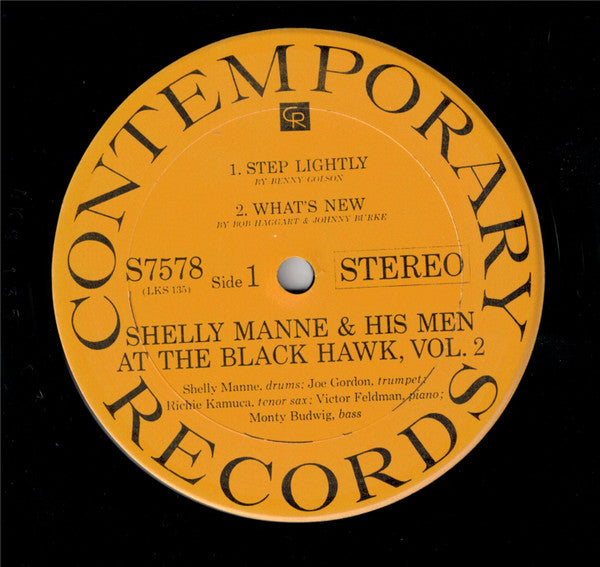 CONTEMPORARY
CR
1. STEP LIGHTLY
BY BENNY GOLSON
2. WHAT'S NEW
BY BOB HAGGART & JOHNNY BURKE
S7578
(LKS 135)
Side 1
STEREO
SHELLY MANNE & HIS MEN
AT THE BLACK HAWK, VOL. 2
Shelly Manne, drums; Joe Gordon, trumpet;
Richie Kamuca, tenor sax; Victor Feldman, piano;
Monty Budwig, bass
RECORDS